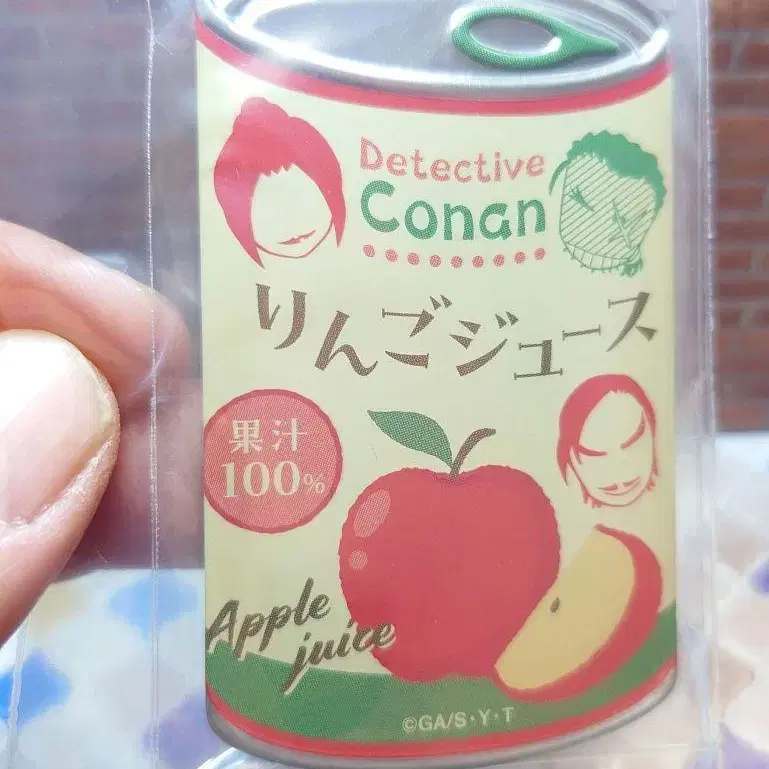 Detective
Conan
りんごジュース
果汁
100%
Apple
juice
©GA/S・Y・T